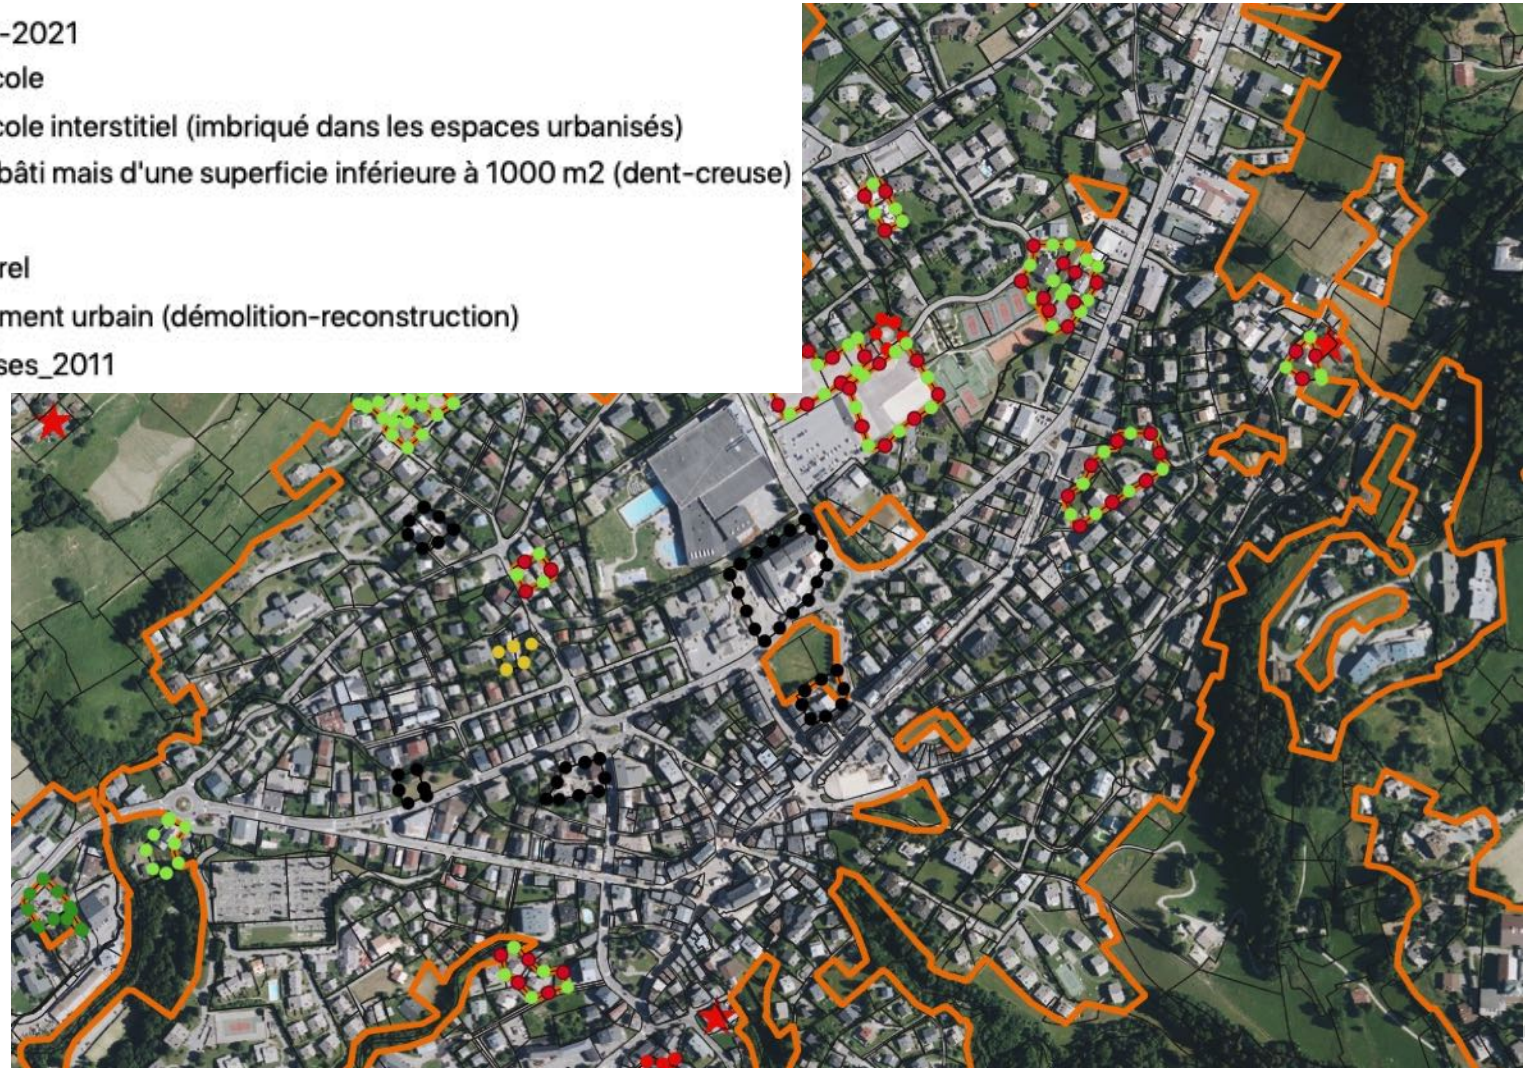 -2021
cole
cole interstitiel (imbriqué dans les espaces urbanisés)
bâti mais d'une superficie inférieure à 1000 m2 (dent-creuse)
rel
ment urbain (démolition-reconstruction)
ses_2011